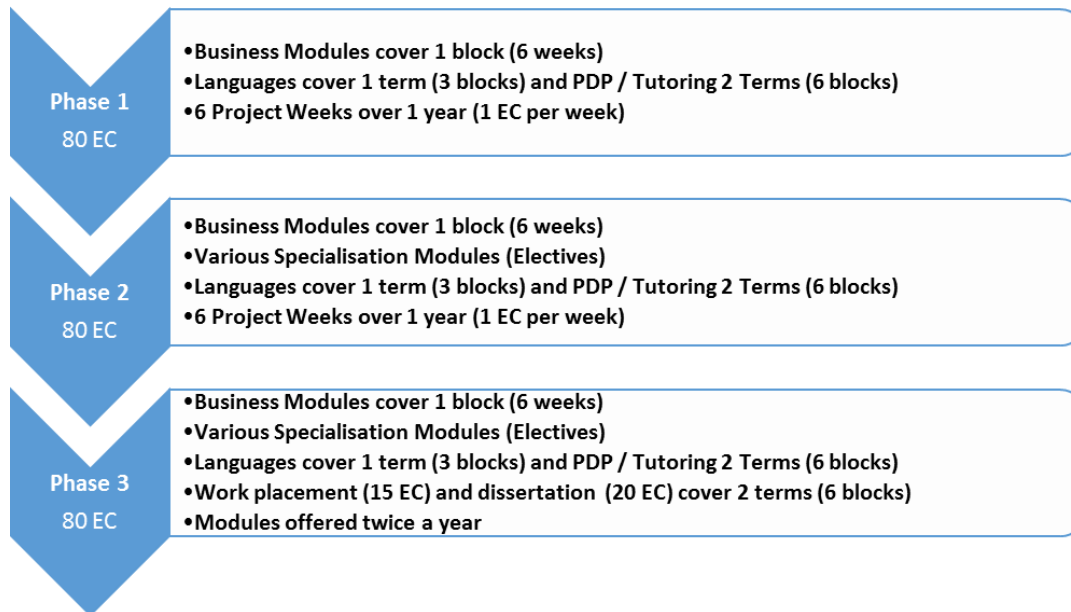 Phase 1
80 EC
•Business Modules cover 1 block (6 weeks)
•Languages cover 1 term (3 blocks) and PDP / Tutoring 2 Terms (6 blocks)
•6 Project Weeks over 1 year (1 EC per week)
Phase 2
80 EC
•Business Modules cover 1 block (6 weeks)
•Various Specialisation Modules (Electives)
•Languages cover 1 term (3 blocks) and PDP / Tutoring 2 Terms (6 blocks)
•6 Project Weeks over 1 year (1 EC per week)
Phase 3
80 EC
•Business Modules cover 1 block (6 weeks)
•Various Specialisation Modules (Electives)
•Languages cover 1 term (3 blocks) and PDP / Tutoring 2 Terms (6 blocks)
•Work placement (15 EC) and dissertation (20 EC) cover 2 terms (6 blocks)
•Modules offered twice a year